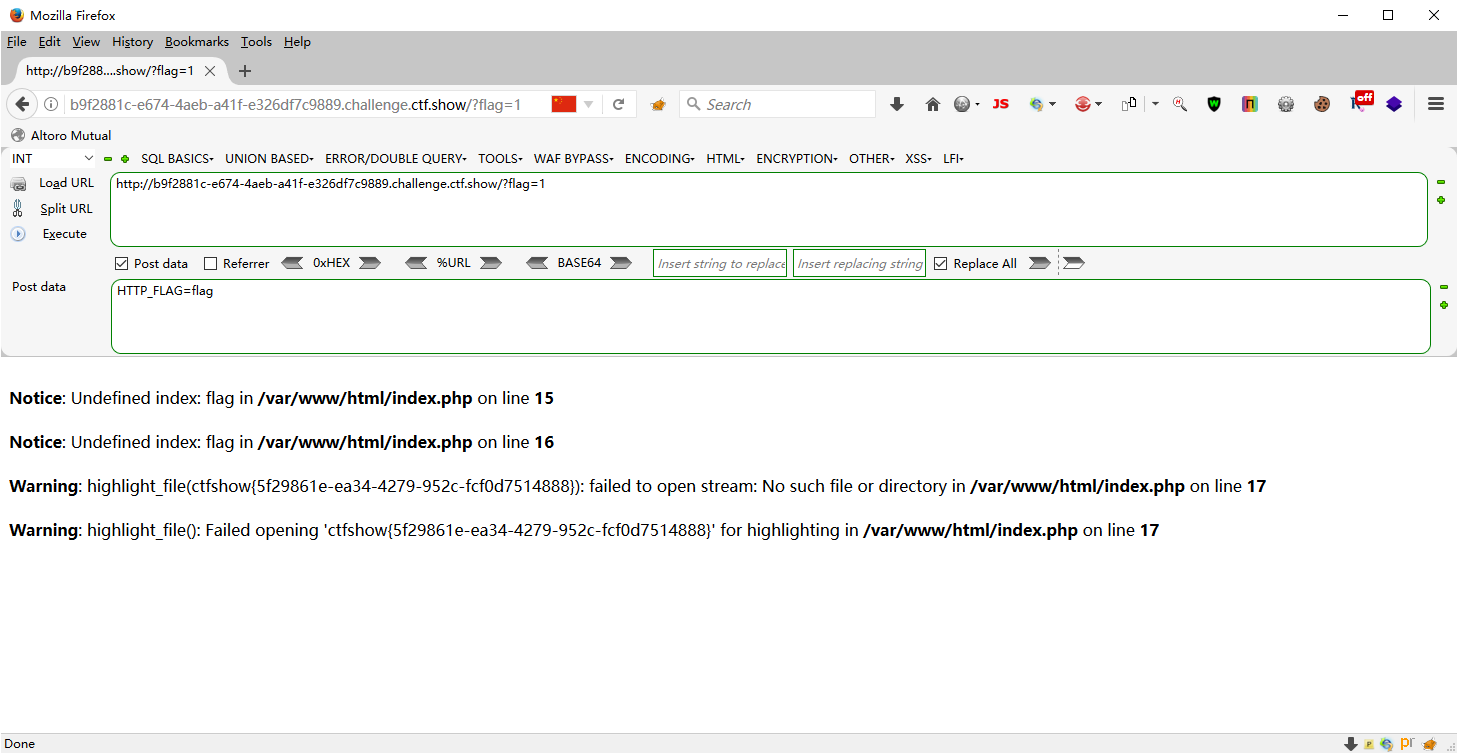 Mozilla Firefox
File Edit View History Bookmarks Tools Help
http://b9f288....show/?flag=1
b9f2881c-e674-4aeb-a41f-e326df7c9889.challenge.ctf.show/?flag=1 Search JS off
Altoro Mutual
INT SQL BASICS UNION BASED ERROR/DOUBLE QUERY TOOLS WAF BYPASS ENCODING HTML ENCRYPTION OTHER XSS LFI
Load URL http://b9f2881c-e674-4aeb-a41f-e326df7c9889.challenge.ctf.show/?flag=1
Split URL
Execute
Post data Referrer 0xHEX %URL BASE64 Insert string to replace Insert replacing string Replace All
Post data HTTP_FLAG=flag
Notice: Undefined index: flag in /var/www/html/index.php on line 15
Notice: Undefined index: flag in /var/www/html/index.php on line 16
Warning: highlight_file(ctfshow{5f29861e-ea34-4279-952c-fcf0d7514888}): failed to open stream: No such file or directory in /var/www/html/index.php on line 17
Warning: highlight_file(): Failed opening 'ctfshow{5f29861e-ea34-4279-952c-fcf0d7514888}' for highlighting in /var/www/html/index.php on line 17
Done pr